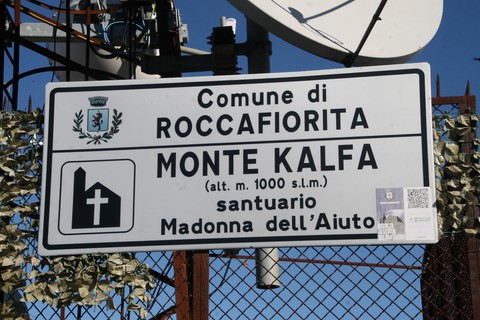 Comune di
ROCCAFIORITA
MONTE KALFA
(alt. m. 1000 s.l.m.)
santuario
Madonna dell'Aiuto